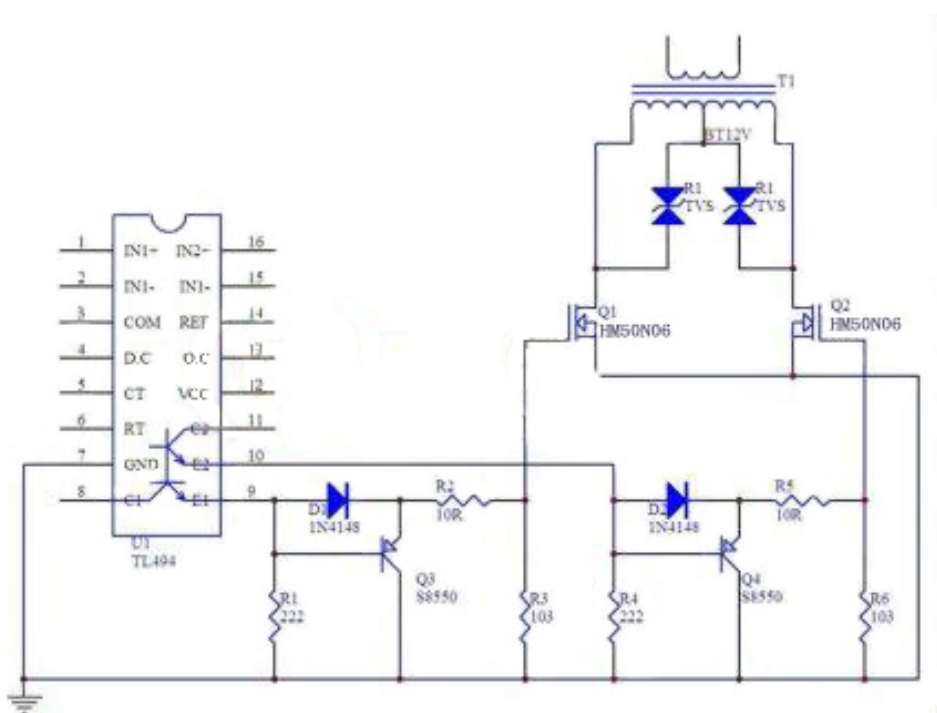 T1
BT12V
R1
TVS
R1
TVS
1 IN1+ IN2- 16
2 IN1- IN1- 15
3 COM REF 14
4 D.C O.C 13
5 CT VCC 12
6 RT C2 11
7 GND E2 10
8 C1 E1 9
U1
TL494
Q1
HM50N06
Q2
HM50N06
R2
10R
R5
10R
1N4148
1N4148
Q3
S8550
Q4
S8550
R1
222
R3
103
R4
222
R6
103